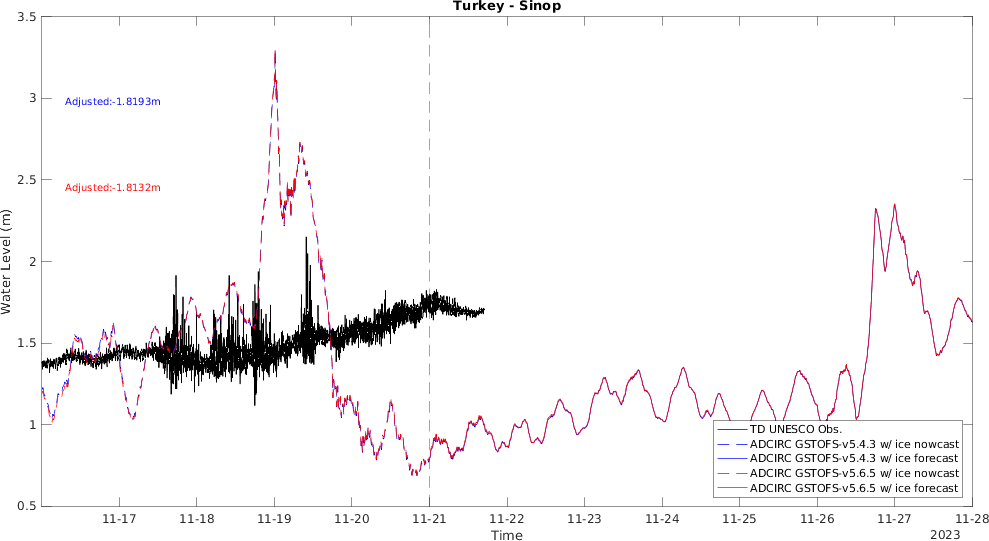 Turkey - Sinop
3.5
3
2.5
2
1.5
1
0.5
Water Level (m)
Adjusted:-1.8193m
Adjusted:-1.8132m
TD UNESCO Obs.
ADCIRC GSTOFS-v5.4.3 w/ ice nowcast
ADCIRC GSTOFS-v5.4.3 w/ ice forecast
ADCIRC GSTOFS-v5.6.5 w/ ice nowcast
ADCIRC GSTOFS-v5.6.5 w/ ice forecast
11-17 11-18 11-19 11-20 11-21 11-22 11-23 11-24 11-25 11-26 11-27 11-28
Time
2023